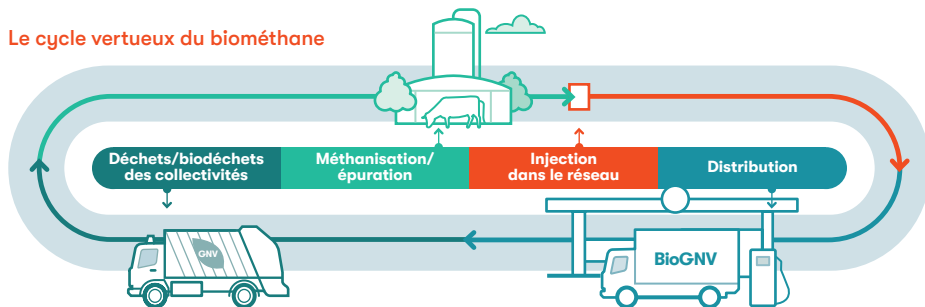 Le cycle vertueux du biométhane
Déchets/biodéchets
des collectivités
Méthanisation/
épuration
Injection
dans le réseau
Distribution
GNV
BioGNV